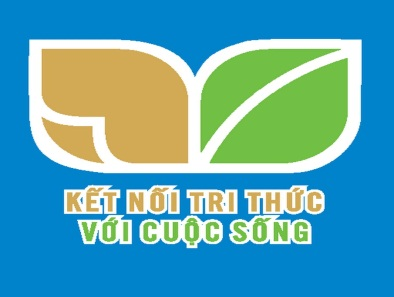 KẾT NỐI TRI THỨC
VỚI CUỘC SỐNG